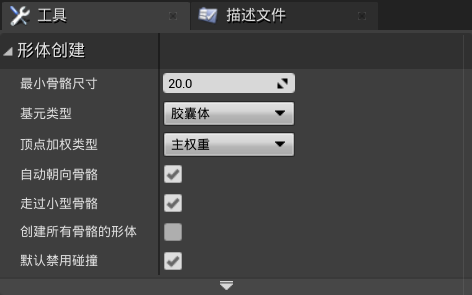 工具
描述文件
形体创建
最小骨骼尺寸
20.0
基元类型
胶囊体
顶点加权类型
主权重
自动朝向骨骼
走过小型骨骼
创建所有骨骼的形体
默认禁用碰撞